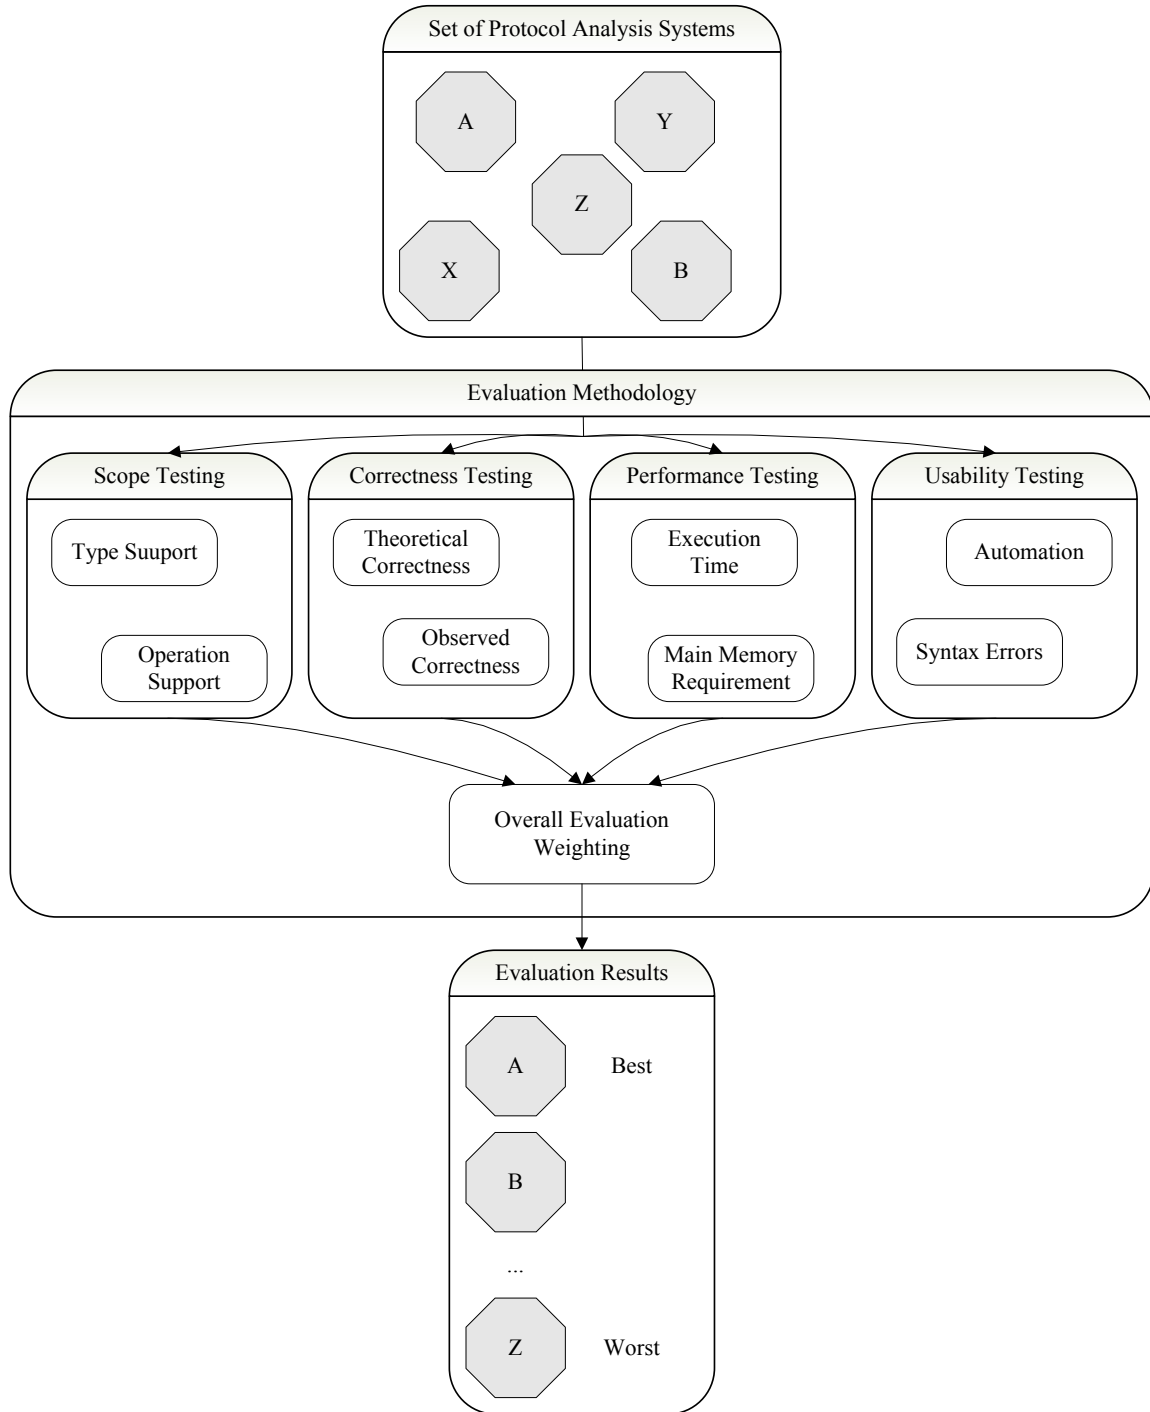 Set of Protocol Analysis Systems
A
Y
Z
X
B
Evaluation Methodology
Scope Testing
Type Suuport
Operation
Support
Correctness Testing
Theoretical
Correctness
Observed
Correctness
Performance Testing
Execution
Time
Main Memory
Requirement
Usability Testing
Automation
Syntax Errors
Overall Evaluation
Weighting
Evaluation Results
A Best
B
...
Z Worst